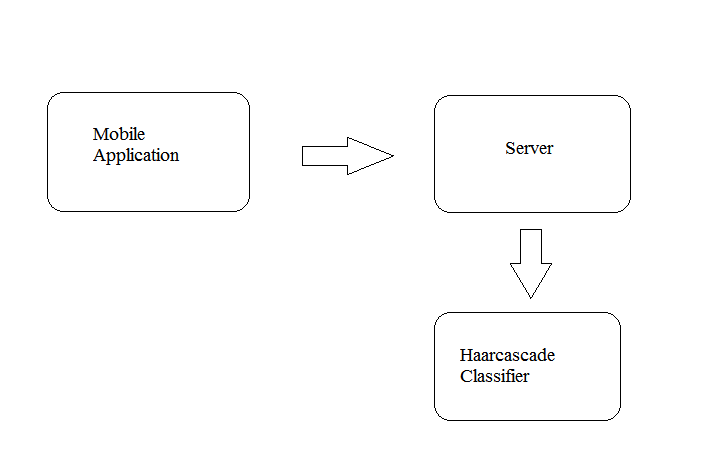 Mobile
Application
Server
Haarcascade
Classifier